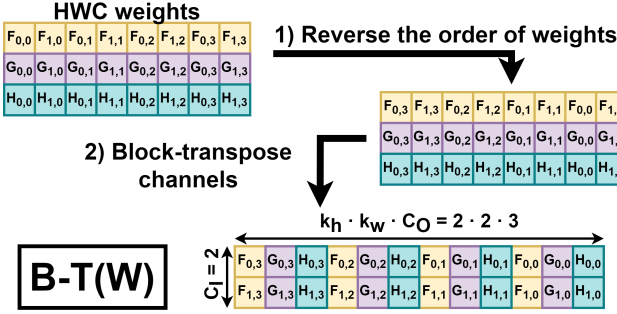 HWC weights
F0,0 F1,0 F0,1 F1,1 F0,2 F1,2 F0,3 F1,3
G0,0 G1,0 G0,1 G1,1 G0,2 G1,2 G0,3 G1,3
H0,0 H1,0 H0,1 H1,1 H0,2 H1,2 H0,3 H1,3
1) Reverse the order of weights
F0,3 F1,3 F0,2 F1,2 F0,1 F1,1 F0,0 F1,
G0,3 G1,3 G0,2 G1,2 G0,1 G1,1 G0,0 G1,
H0,3 H1,3 H0,2 H1,2 H0,1 H1,1 H0,0 H1,
2) Block-transpose
channels
kh · kw · CO = 2 · 2 · 3
B-T(W)
CI = 2
F0,3 G0,3 H0,3 F0,2 G0,2 H0,2 F0,1 G0,1 H0,1 F0,0 G0,0 H0,0
F1,3 G1,3 H1,3 F1,2 G1,2 H1,2 F1,1 G1,1 H1,1 F1,0 G1,0 H1,0